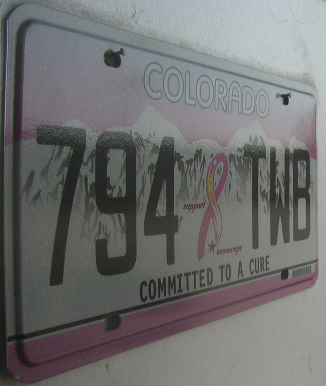 COLORADO
794 TWB
support
encourage
COMMITTED TO A CURE